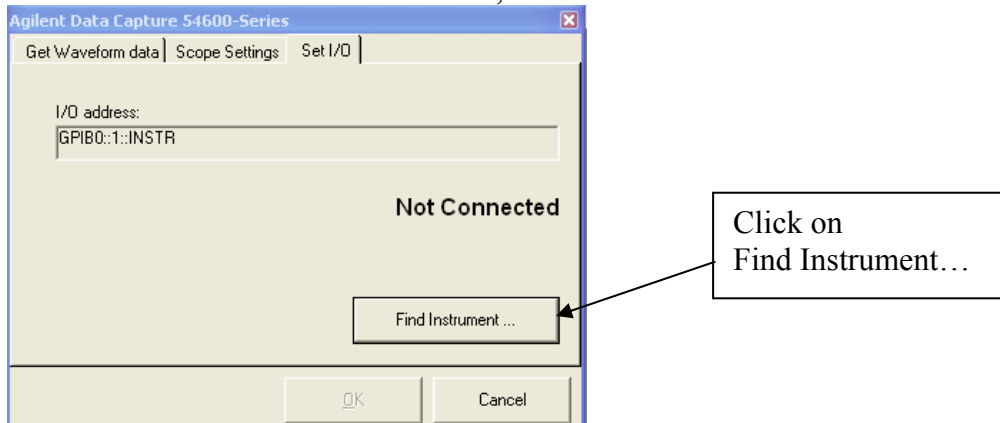 Agilent Data Capture 54600-Series
Get Waveform data Scope Settings Set I/O
I/O address:
GPIB0::1::INSTR
Not Connected
Click on
Find Instrument…
Find Instrument ...
OK Cancel